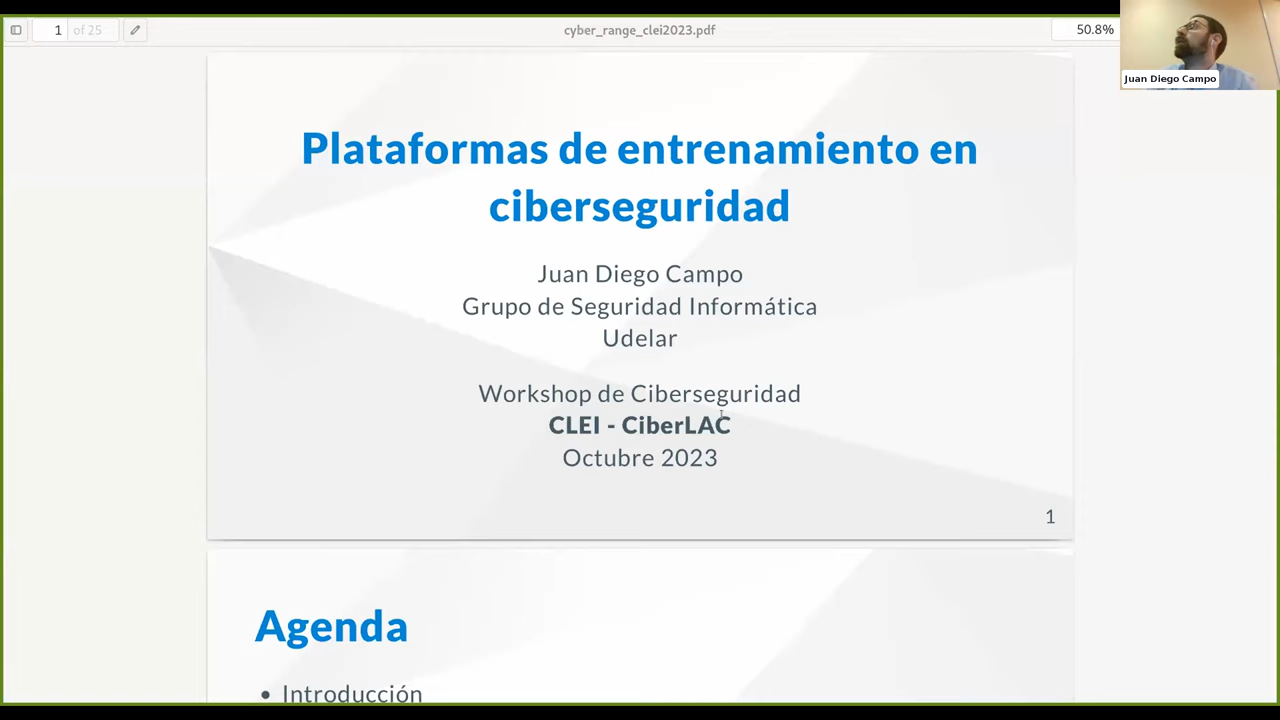 1 of 25
cyber_range_clei2023.pdf
50.8%
Juan Diego Campo
Plataformas de entrenamiento en
ciberseguridad
Juan Diego Campo
Grupo de Seguridad Informática
Udelar
Workshop de Ciberseguridad
CLEI - CiberLAC
Octubre 2023
1
Agenda
• Introducción